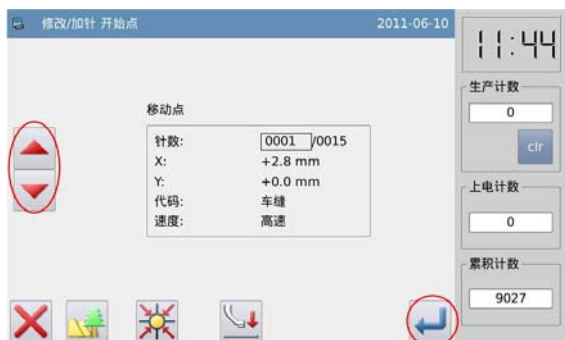 修改/加针 开始点 2011-06-10
11:44
移动点
针数: 0001 /0015
X: +2.8 mm
Y: +0.0 mm
代码: 车缝
速度: 高速
生产计数
0
clr
上电计数
0
累积计数
9027